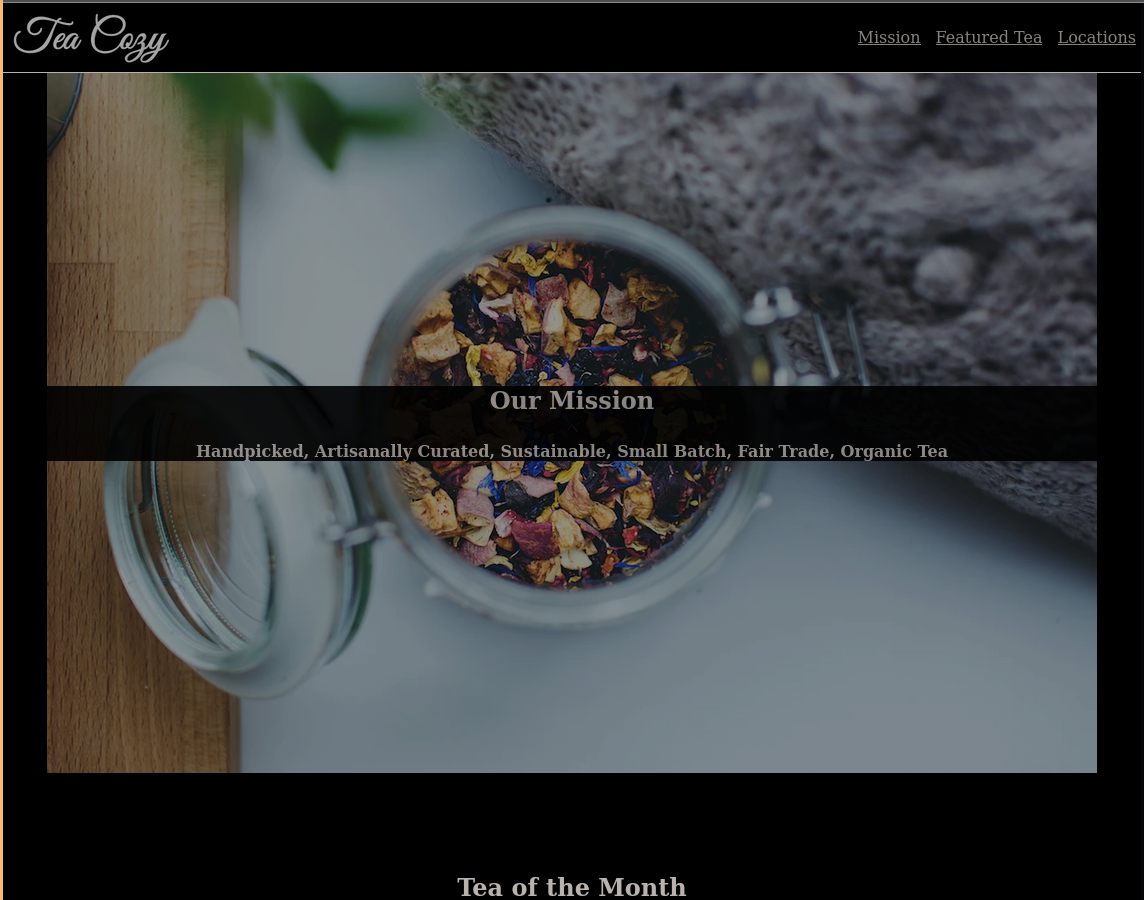 Tea Cozy
Mission Featured Tea Locations
Our Mission
Handpicked, Artisanally Curated, Sustainable, Small Batch, Fair Trade, Organic Tea
Tea of the Month